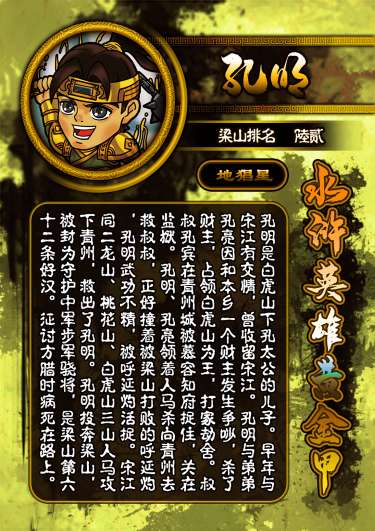 孔明
梁山排名 陸贰
地猖星
水浒英雄黄金甲
孔明是白虎山下孔太公的儿子。早年与
宋江有交情，曾收留宋江。孔明与弟弟
孔亮因和本乡一个财主发生争吵，杀了
财主，占领白虎山为王，打家劫舍。叔
叔孔宾在青州城被慕容知府捉住，关在
监狱。孔明、孔亮领着人马杀向青州去
救叔叔，正好撞着被梁山打败的呼延灼
，孔明武功不精，被呼延灼活捉。宋江
同二龙山、桃花山、白虎山三山人马攻
下青州，救出了孔明。孔明投奔梁山，
被封为守护中军步军骁将，是梁山第六
十二条好汉。征讨方腊时病死在路上。